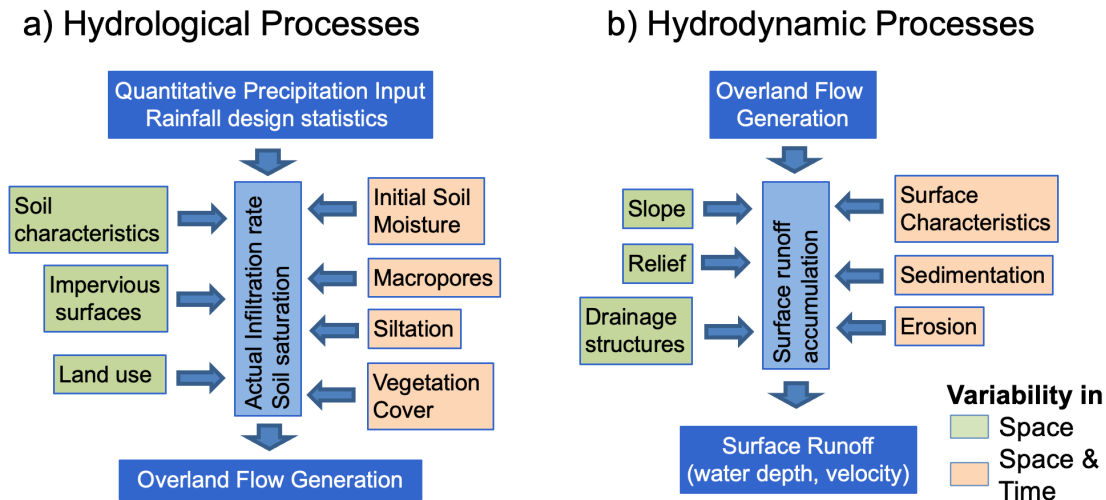 a) Hydrological Processes
Quantitative Precipitation Input
Rainfall design statistics
Soil
characteristics
Impervious
surfaces
Land use
Actual Infiltration rate
Soil saturation
Initial Soil
Moisture
Macropores
Siltation
Vegetation
Cover
Overland Flow Generation
b) Hydrodynamic Processes
Overland Flow
Generation
Slope
Relief
Drainage
structures
Surface runoff
accumulation
Surface
Characteristics
Sedimentation
Erosion
Surface Runoff
(water depth, velocity)
Variability in
Space
Space &
Time